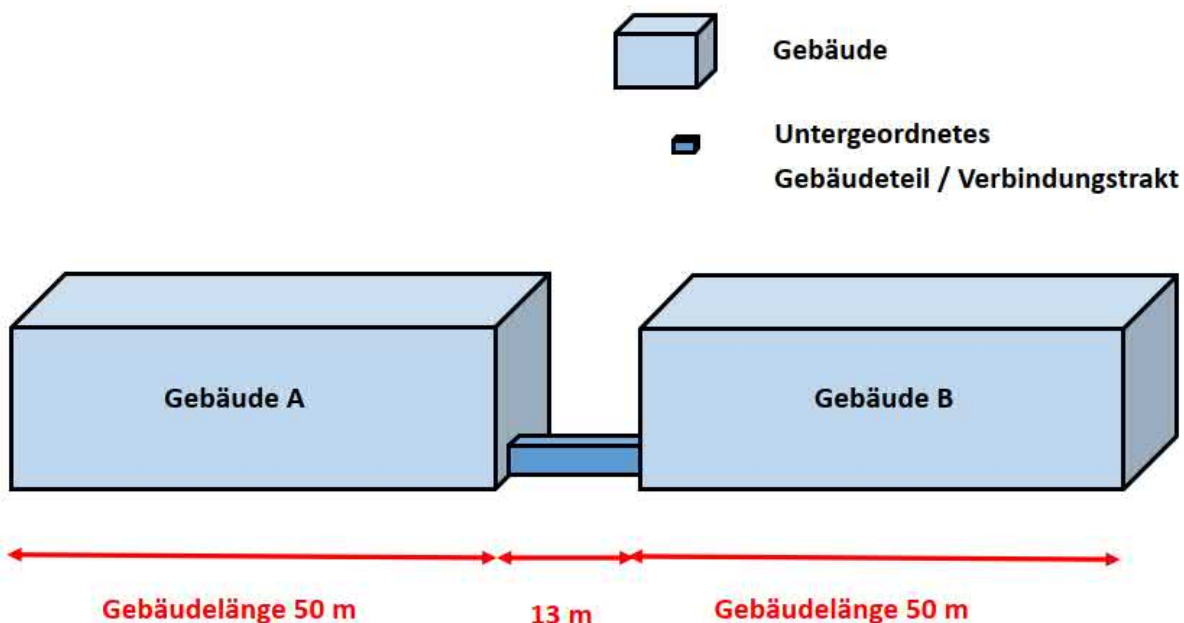 Gebäude
Untergeordnetes
Gebäudeteil / Verbindungstrakt
Gebäude A
Gebäude B
Gebäudelänge 50 m
13 m
Gebäudelänge 50 m